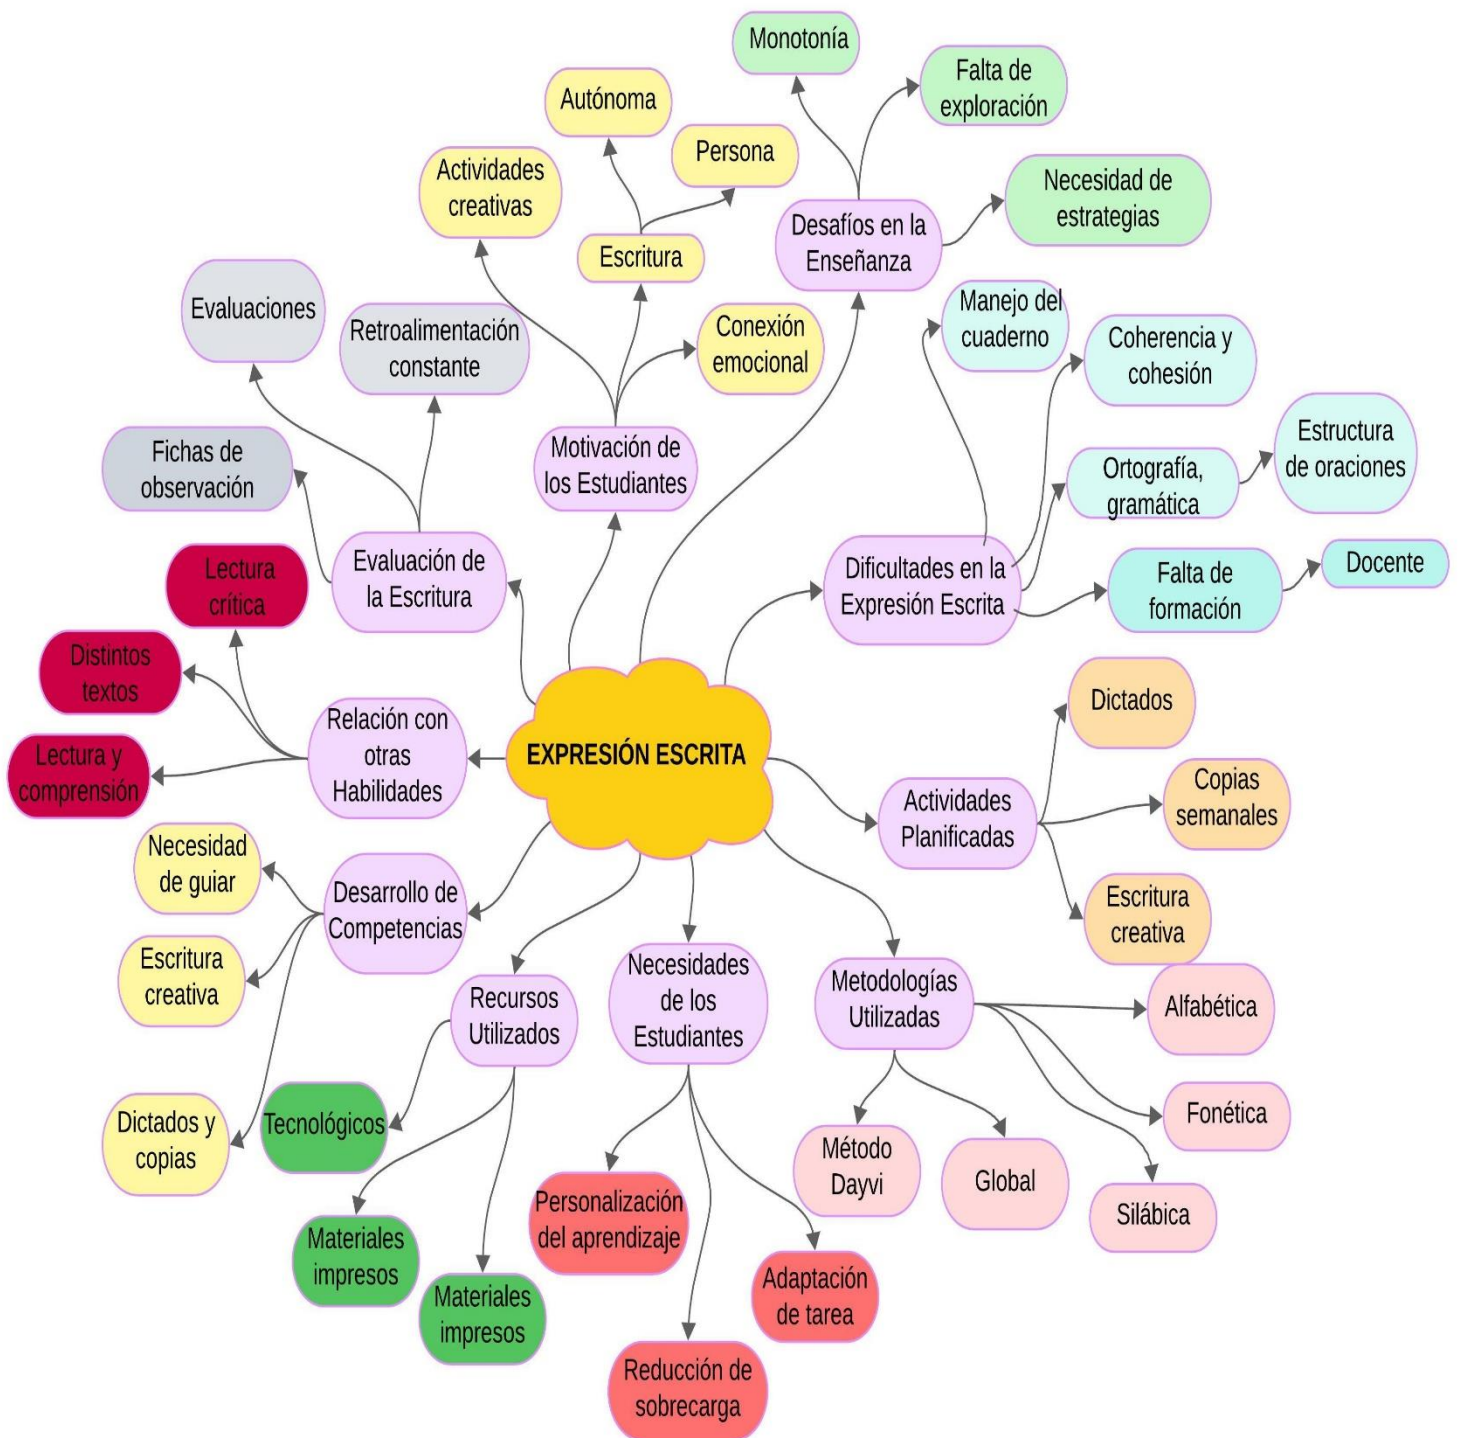 EXPRESIÓN ESCRITA
Desafíos en la
Enseñanza
Monotonía
Falta de
exploración
Necesidad de
estrategias
Dificultades en la
Expresión Escrita
Manejo del
cuaderno
Coherencia y
cohesión
Ortografía,
gramática
Estructura
de oraciones
Falta de
formación
Docente
Actividades
Planificadas
Dictados
Copias
semanales
Escritura
creativa
Metodologías
Utilizadas
Alfabética
Fonética
Silábica
Global
Método
Dayvi
Necesidades
de los
Estudiantes
Personalización
del aprendizaje
Reducción de
sobrecarga
Adaptación
de tarea
Recursos
Utilizados
Tecnológicos
Materiales
impresos
Materiales
impresos
Desarrollo de
Competencias
Necesidad
de guiar
Escritura
creativa
Dictados y
copias
Relación con
otras
Habilidades
Lectura
crítica
Distintos
textos
Lectura y
comprensión
Evaluación de
la Escritura
Fichas de
observación
Evaluaciones
Retroalimentación
constante
Motivación de
los Estudiantes
Actividades
creativas
Escritura
Autónoma
Persona
Conexión
emocional